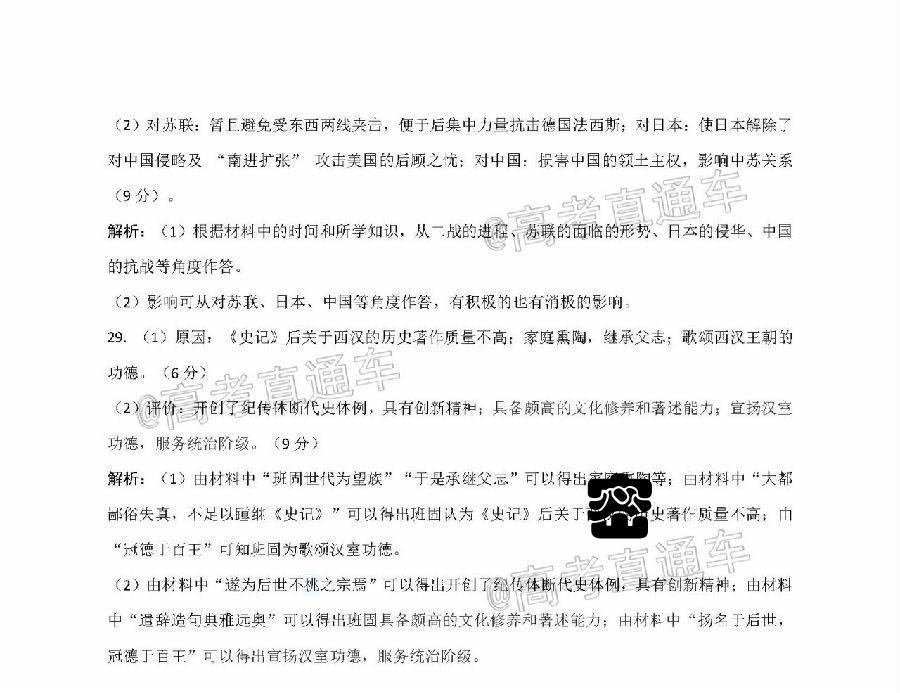 （2）对苏联：暂且避免受东西两线夹击，便于后集中力量抗击德国法西斯；对日本：使日本解除了
对中国侵略及 “南进扩张” 攻击美国的后顾之忧；对中国：损害中国的领土主权，影响中苏关系
（9 分）。
@高考直通车
解析：（1）根据材料中的时间和所学知识，从二战的进程、苏联的面临的形势、日本的侵华、中国
的抗战等角度作答。
（2）影响可从对苏联、日本、中国等角度作答，有积极的也有消极的影响。
29. （1）原因：《史记》后关于西汉的历史著作质量不高；家庭熏陶，继承父志；歌颂西汉王朝的
功德。（6 分）
@高考直通车
（2）评价：开创了纪传体断代史体例，具有创新精神；具备颇高的文化修养和著述能力；宣扬汉室
功德，服务统治阶级。（9 分）
解析：（1）由材料中“班固世代为望族”“于是承继父志”可以得出家庭熏陶等；由材料中“大都
鄙俗失真，不足以踵继《史记》”可以得出班固认为《史记》后关于史著作质量不高；由
“冠德于百王”可知班固为歌颂汉室功德。
@高考直通车
（2）由材料中“遂为后世不祧之宗焉”可以得出开创了纪传体断代史体例，具有创新精神；由材料
中“遣辞造句典雅远奥”可以得出班固具备颇高的文化修养和著述能力；由材料中“扬名于后世，
冠德于百王”可以得出宣扬汉室功德，服务统治阶级。